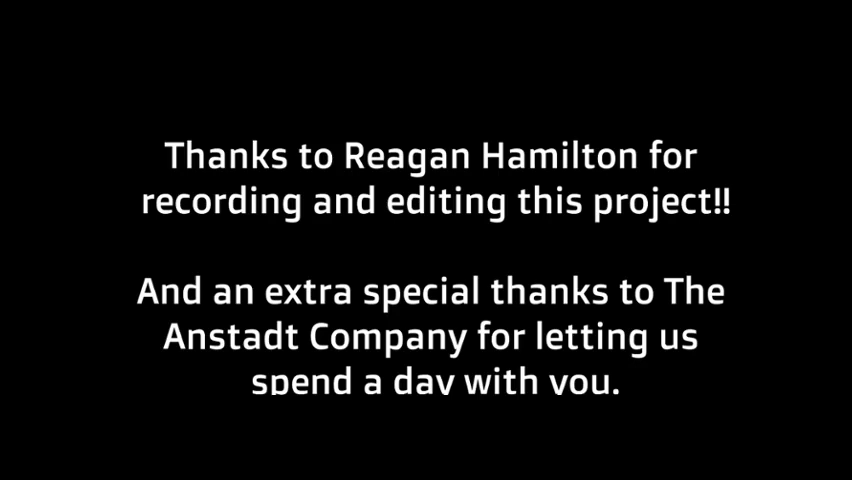 Thanks to Reagan Hamilton for
recording and editing this project!!
And an extra special thanks to The
Anstadt Company for letting us
spend a day with you.